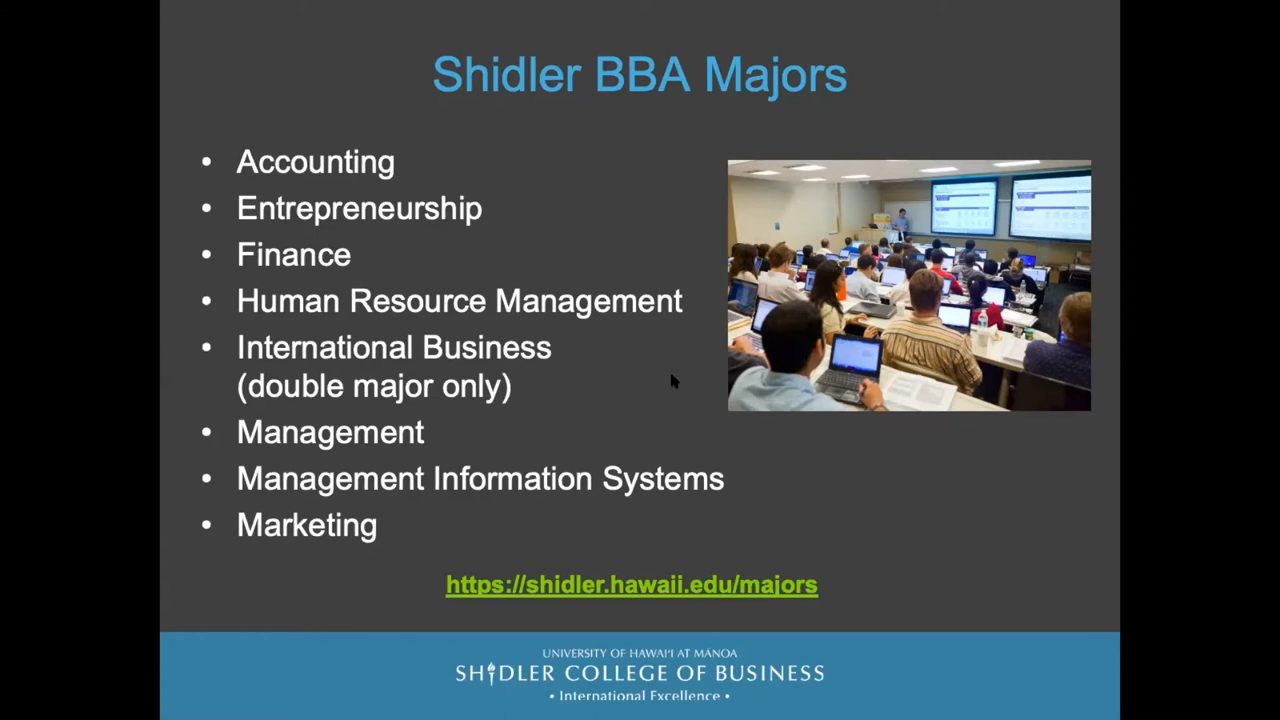 Shidler BBA Majors
• Accounting
• Entrepreneurship
• Finance
• Human Resource Management
• International Business
(double major only)
• Management
• Management Information Systems
• Marketing
https://shidler.hawaii.edu/majors
UNIVERSITY OF HAWAI‘I AT MĀNOA
SHIDLER COLLEGE OF BUSINESS
• International Excellence •